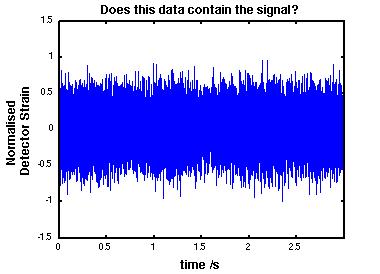 Does this data contain the signal?
1.5
1
0.5
0
-0.5
-1
-1.5
Normalised
Detector Strain
0 0.5 1 1.5 2 2.5
time /s